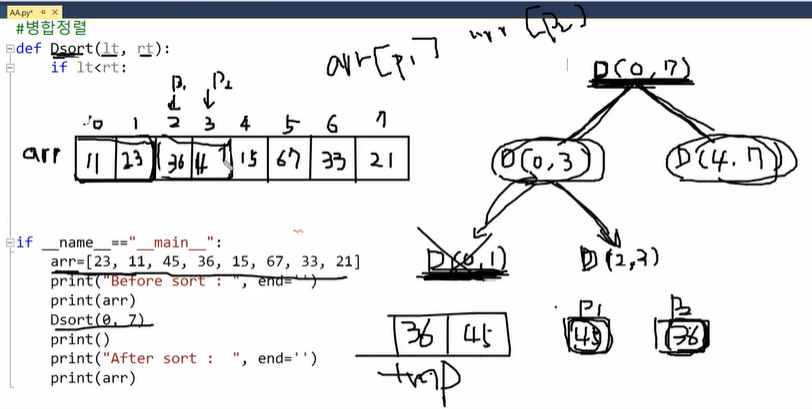 AA.py*
#병합정렬
def Dsort(lt, rt):
if lt<rt:
arr[p1]
arr[p2]
D(0,7)
p1 p2
0 1 2 3 4 5 6 7
arr 11 23 36 4 15 67 33 21
D(0,3) D(4.7)
D(0,1) D(2,3)
if __name__=="__main__":
arr=[23, 11, 45, 36, 15, 67, 33, 21]
print("Before sort : ", end='')
print(arr)
Dsort(0, 7)
print()
print("After sort :  ", end='')
print(arr)
36 45
tmp
p1 p2
45 36